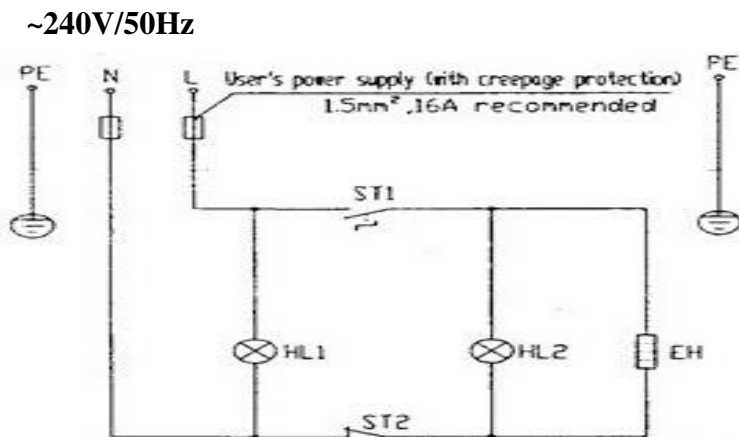 ~240V/50Hz
PE N L User's power supply (with creepage protection) PE
1.5mm²,16A recommended
ST1
HL1 HL2 EH
ST2